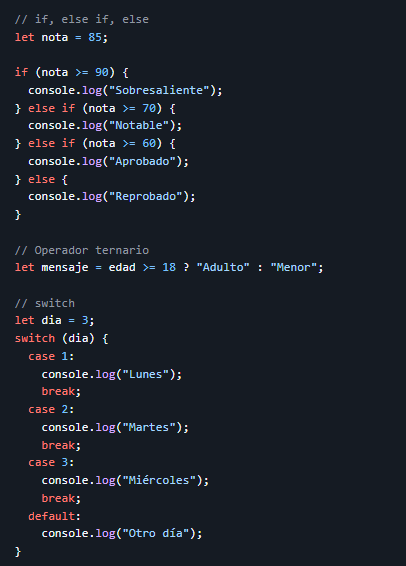 // if, else if, else
let nota = 85;

if (nota >= 90) {
  console.log("Sobresaliente");
} else if (nota >= 70) {
  console.log("Notable");
} else if (nota >= 60) {
  console.log("Aprobado");
} else {
  console.log("Reprobado");
}

// Operador ternario
let mensaje = edad >= 18 ? "Adulto" : "Menor";

// switch
let dia = 3;
switch (dia) {
  case 1:
    console.log("Lunes");
    break;
  case 2:
    console.log("Martes");
    break;
  case 3:
    console.log("Miércoles");
    break;
  default:
    console.log("Otro día");
}